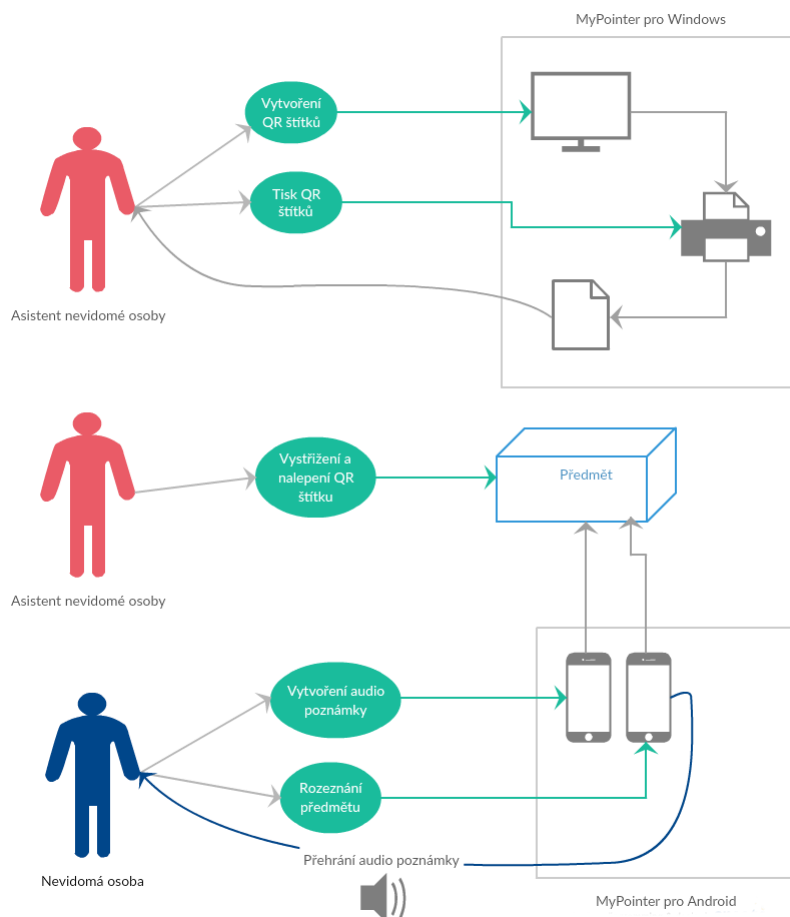 MyPointer pro Windows
Vytvoření
QR štítků
Tisk QR
štítků
Asistent nevidomé osoby
Vystřižení a
nalepení QR
štítku
Předmět
Asistent nevidomé osoby
Vytvoření audio
poznámky
Rozeznání
předmětu
Přehrání audio poznámky
Nevidomá osoba
MyPointer pro Android